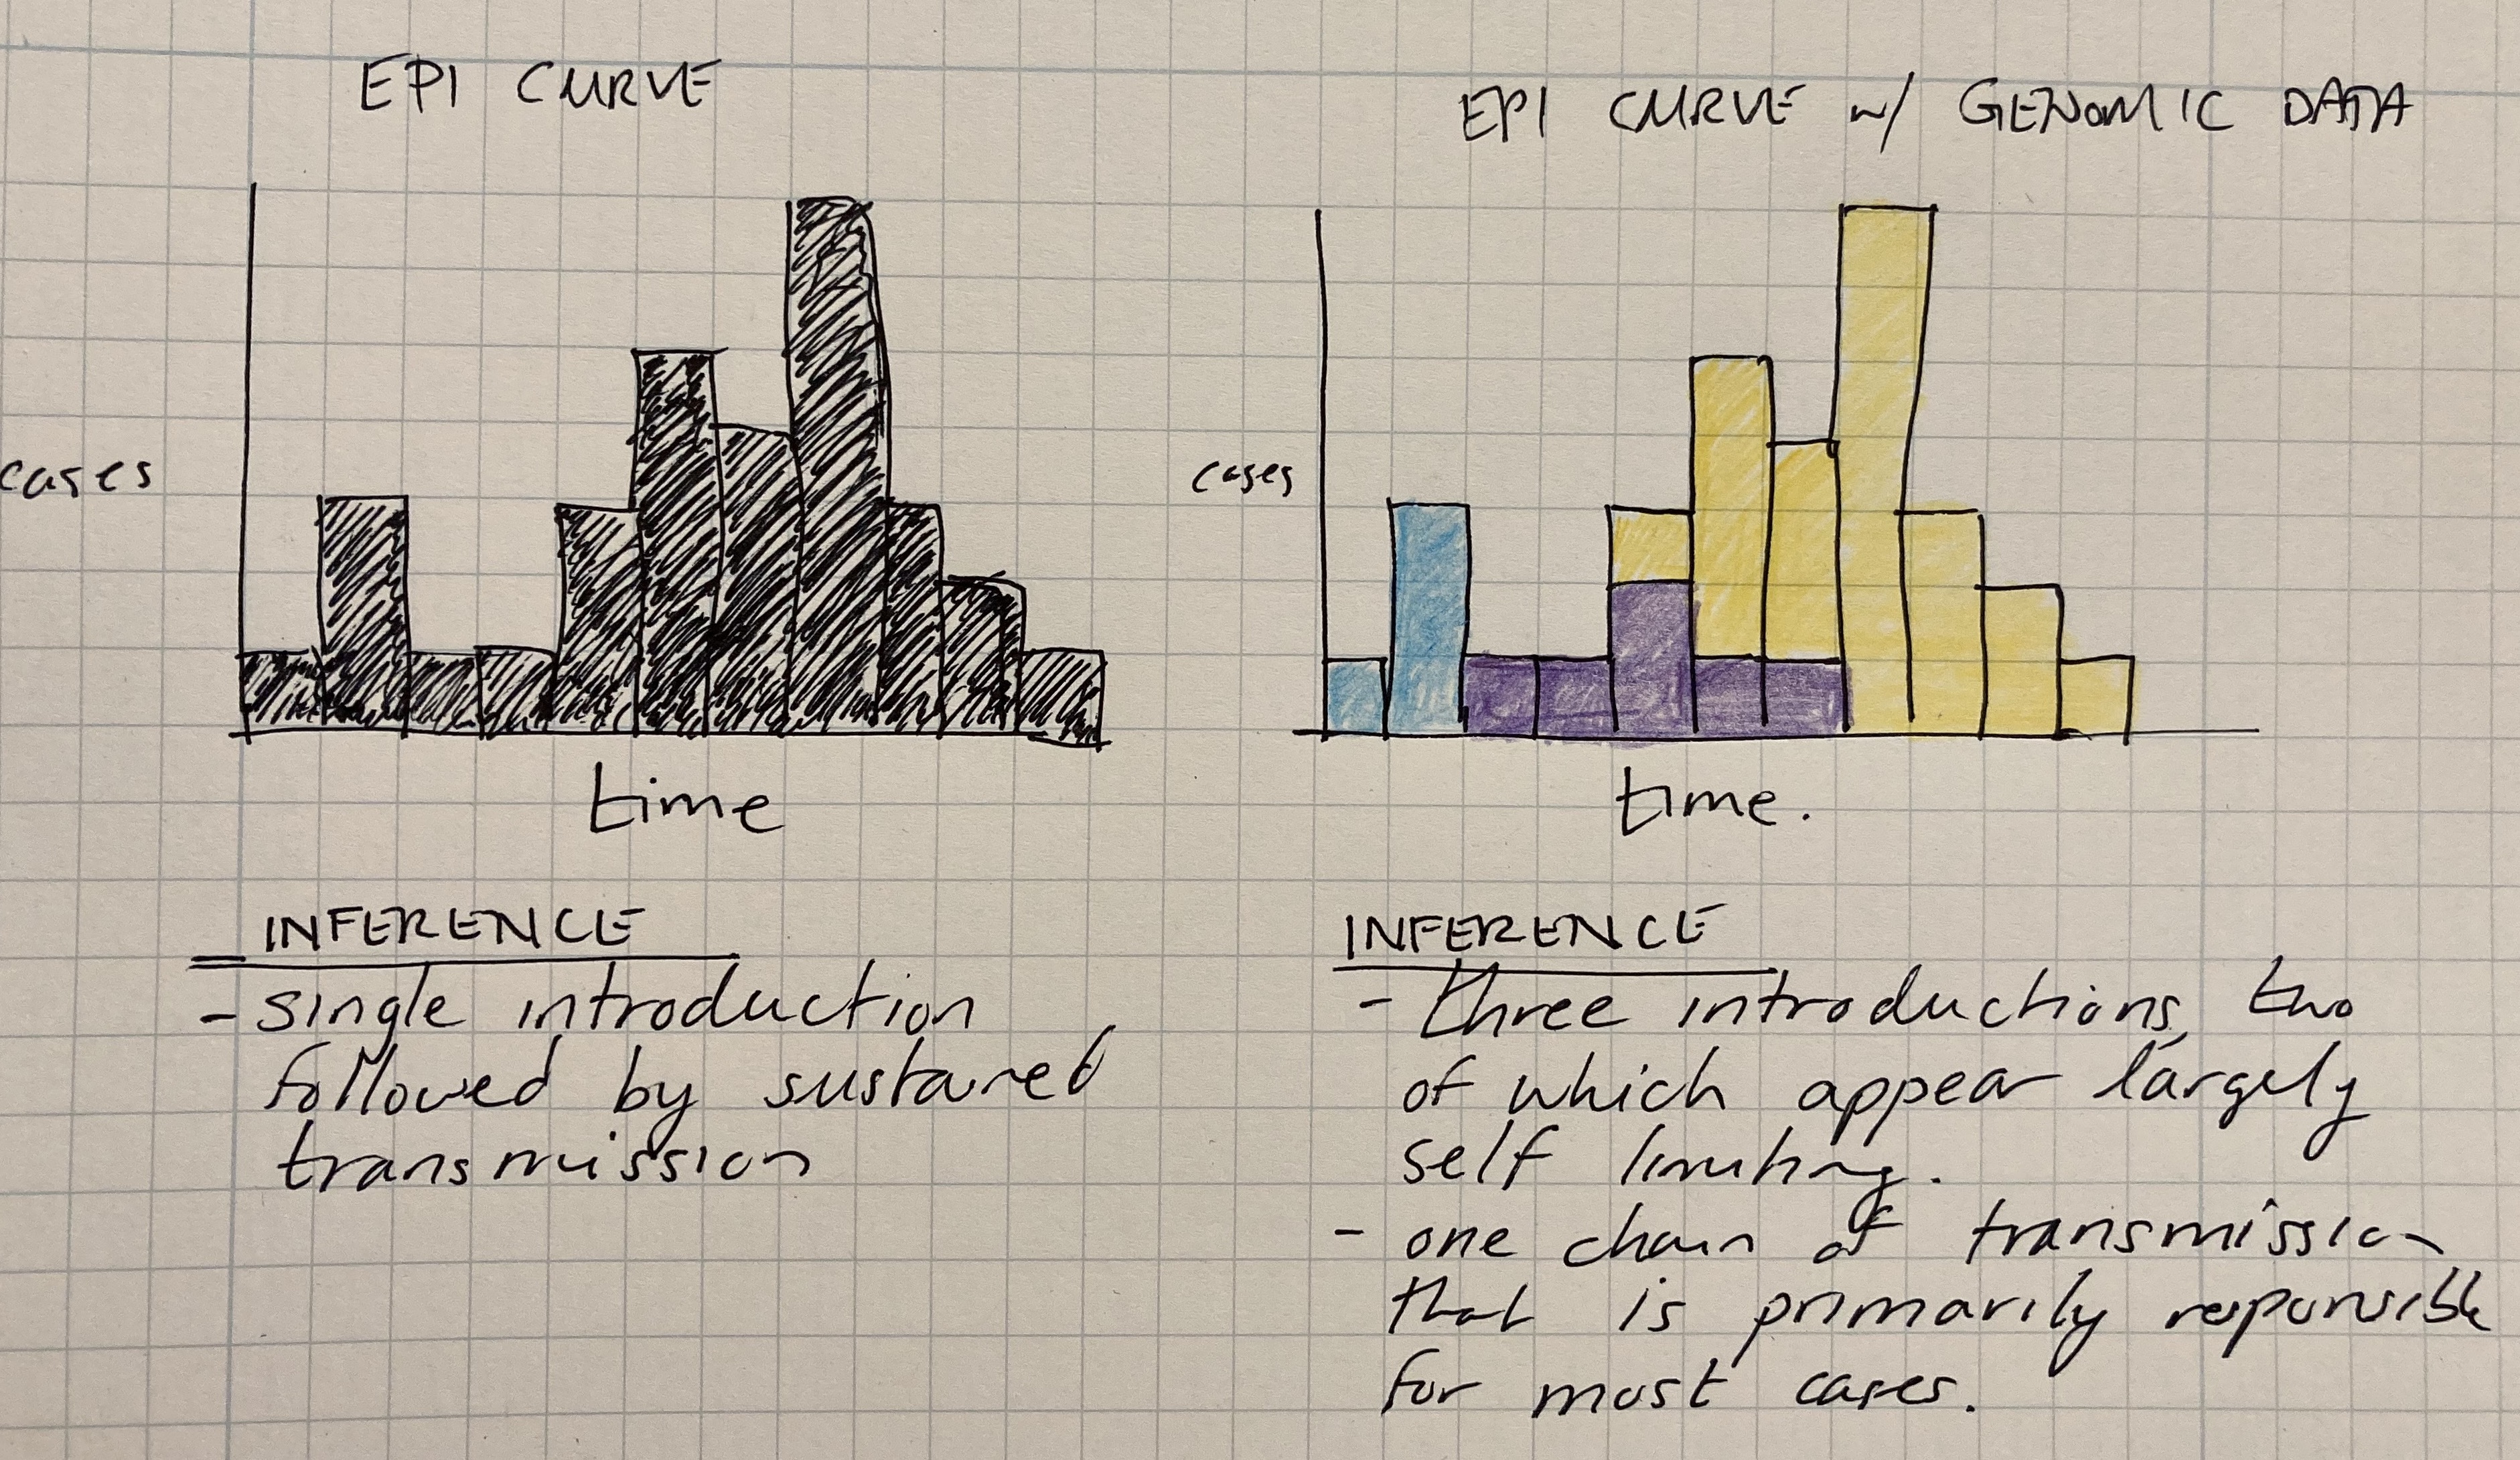 EPI CURVE
cases
time
INFERENCE
- single introduction
followed by sustained
transmission
EPI CURVE w/ GENOMIC DATA
cases
time.
INFERENCE
- three introductions, two
of which appear largely
self limiting.
- one chain of transmission
that is primarily responsible
for most cases.